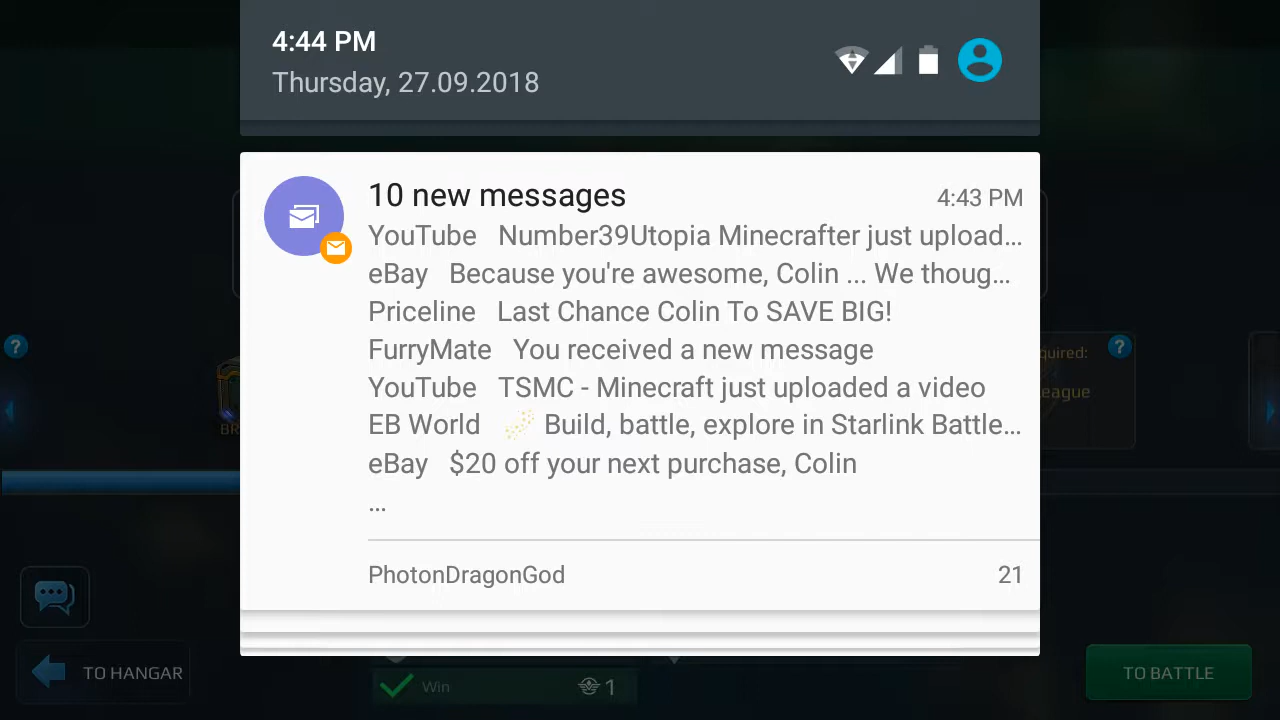 4:44 PM
Thursday, 27.09.2018
10 new messages 4:43 PM
YouTube Number39Utopia Minecrafter just upload...
eBay Because you're awesome, Colin ... We thoug...
Priceline Last Chance Colin To SAVE BIG!
FurryMate You received a new message
YouTube TSMC - Minecraft just uploaded a video
EB World Build, battle, explore in Starlink Battle...
eBay $20 off your next purchase, Colin
...
PhotonDragonGod 21
? ?
quired:
eague
BR
TO HANGAR
Win 1
TO BATTLE